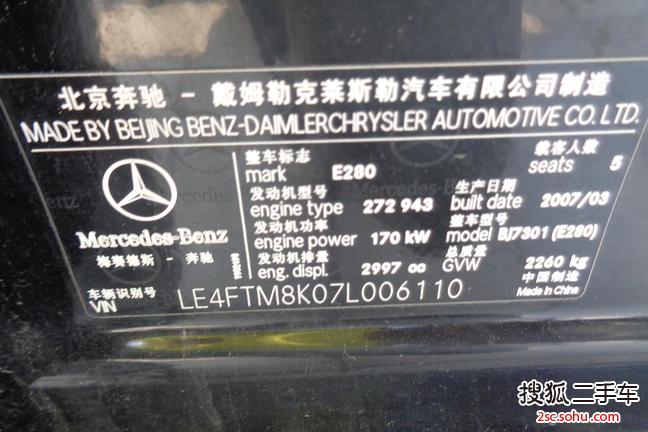 北京奔驰 - 戴姆勒克莱斯勒汽车有限公司制造
MADE BY BEIJING BENZ-DAIMLERCHRYSLER AUTOMOTIVE CO. LTD.
整车标志
mark E280
载客人数
seats 5
发动机型号
engine type 272 943
生产日期
built date 2007/03
发动机功率
engine power 170 kW
整车型号
model BJ7301 (E280)
发动机排量
eng. displ. 2997 cc
总质量
GVW 2260 kg
Mercedes-Benz
梅赛德斯 - 奔驰
中国制造
Made in China
车辆识别号
VIN LE4FTM8K07L006110
搜狐二手车
2sc.sohu.com